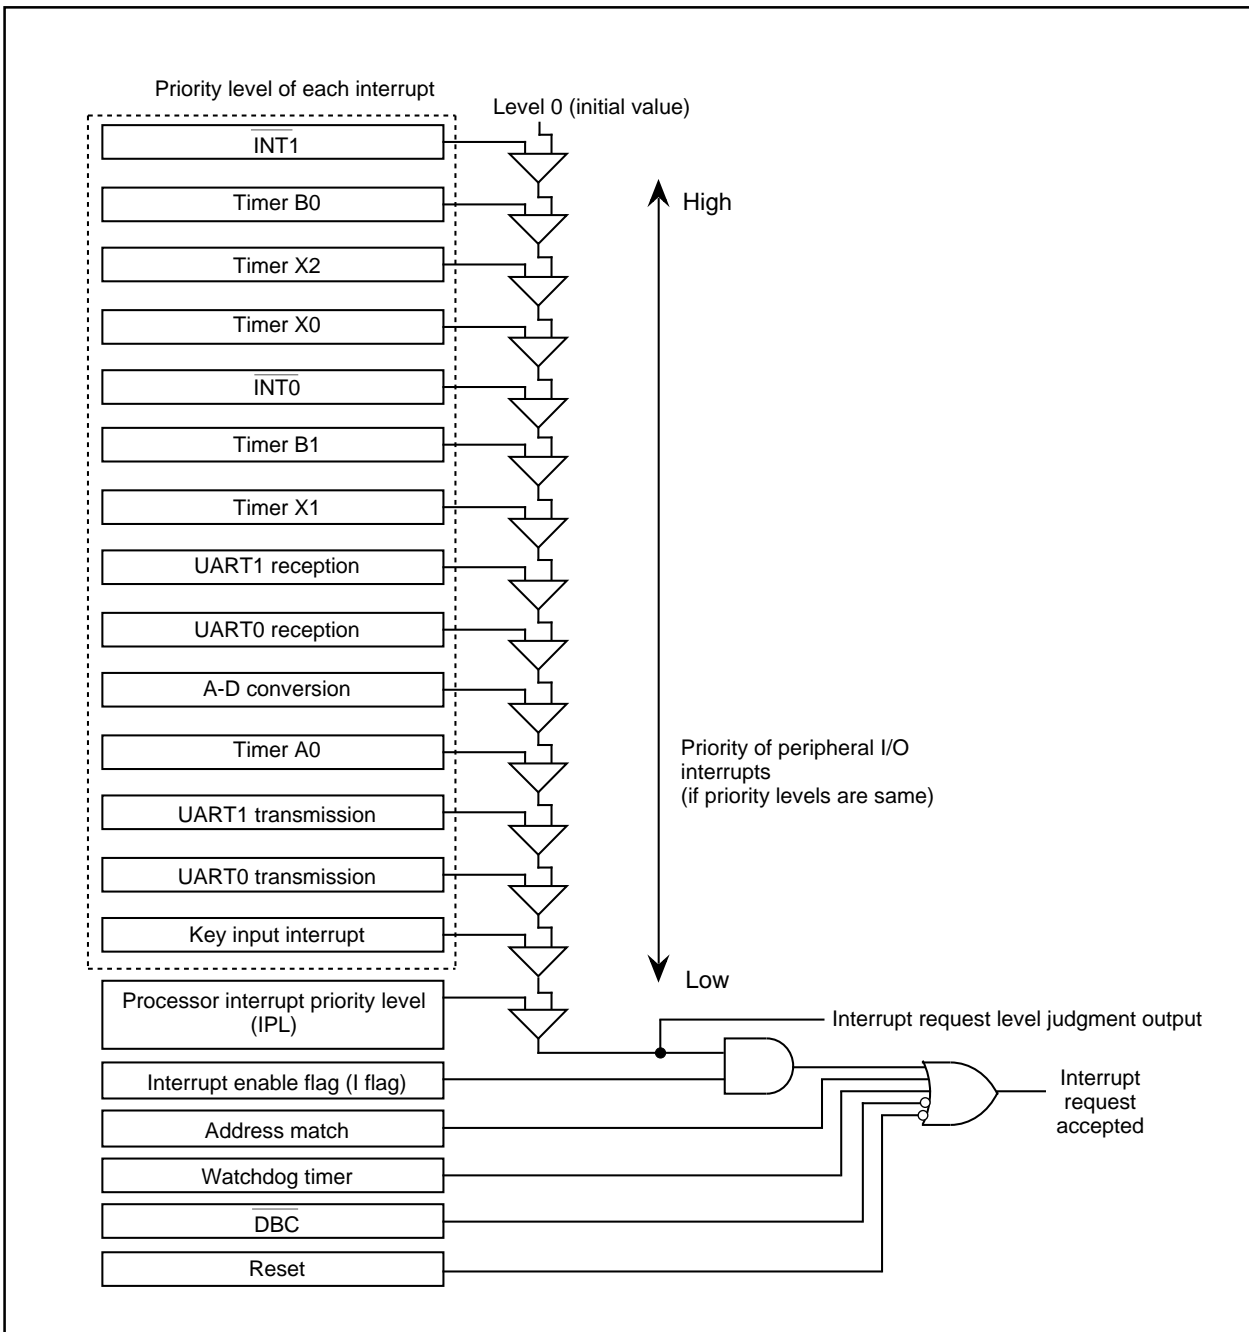 Priority level of each interrupt
Level 0 (initial value)
INT1
High
Timer B0
Timer X2
Timer X0
INT0
Timer B1
Timer X1
UART1 reception
UART0 reception
A-D conversion
Timer A0
Priority of peripheral I/O
interrupts
(if priority levels are same)
UART1 transmission
UART0 transmission
Key input interrupt
Low
Processor interrupt priority level
(IPL)
Interrupt request level judgment output
Interrupt enable flag (I flag)
Interrupt
request
accepted
Address match
Watchdog timer
DBC
Reset